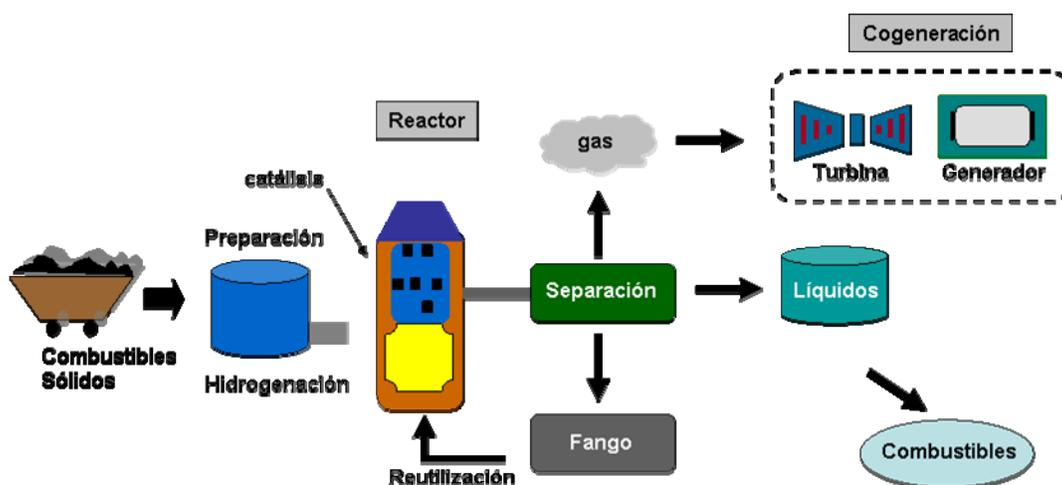 Cogeneración
Reactor
gas
Turbina
Generador
catálisis
Preparación
Separación
Líquidos
Combustibles
Sólidos
Hidrogenación
Fango
Combustibles
Reutilización